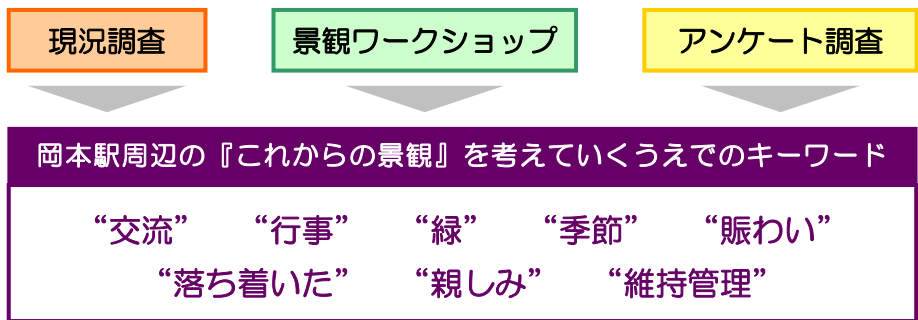 現況調査 景観ワークショップ アンケート調査
岡本駅周辺の『これからの景観』を考えていくうえでのキーワード
“交流” “行事” “緑” “季節” “賑わい”
“落ち着いた” “親しみ” “維持管理”